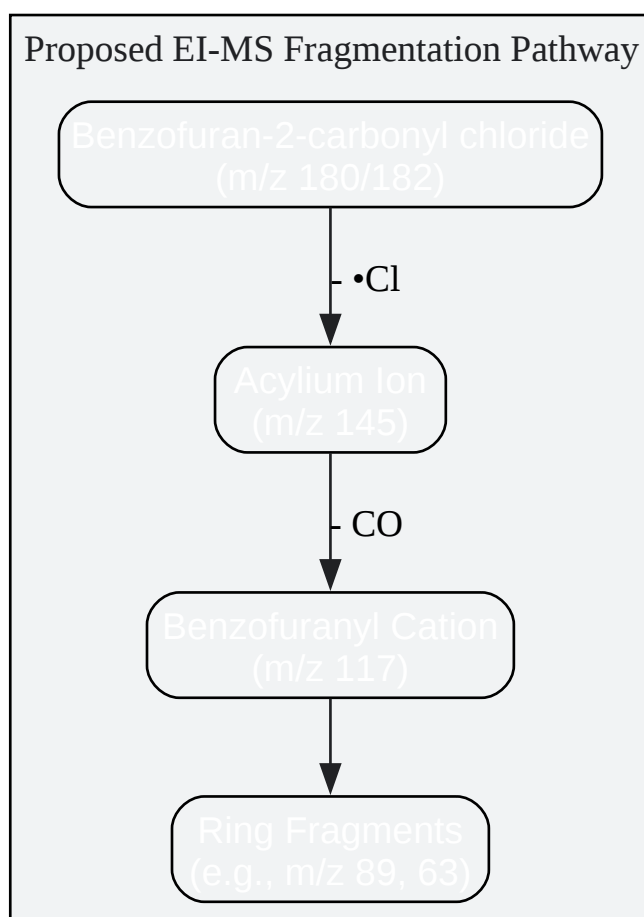 Proposed EI-MS Fragmentation Pathway
Benzofuran-2-carbonyl chloride
(m/z 180/182)
- •Cl
Acylium Ion
(m/z 145)
- CO
Benzofuranyl Cation
(m/z 117)
Ring Fragments
(e.g., m/z 89, 63)